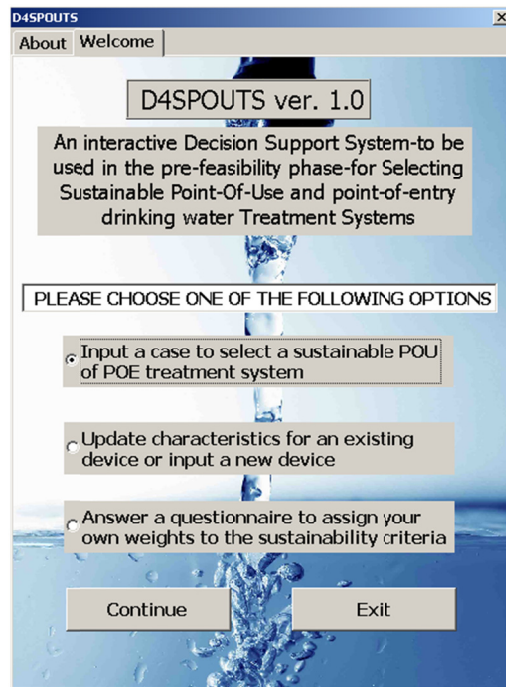 D4SPOUTS
About Welcome
D4SPOUTS ver. 1.0
An interactive Decision Support System-to be
used in the pre-feasibility phase-for Selecting
Sustainable Point-Of-Use and point-of-entry
drinking water Treatment Systems
PLEASE CHOOSE ONE OF THE FOLLOWING OPTIONS
Input a case to select a sustainable POU
of POE treatment system
Update characteristics for an existing
device or input a new device
Answer a questionnaire to assign your
own weights to the sustainability criteria
Continue Exit